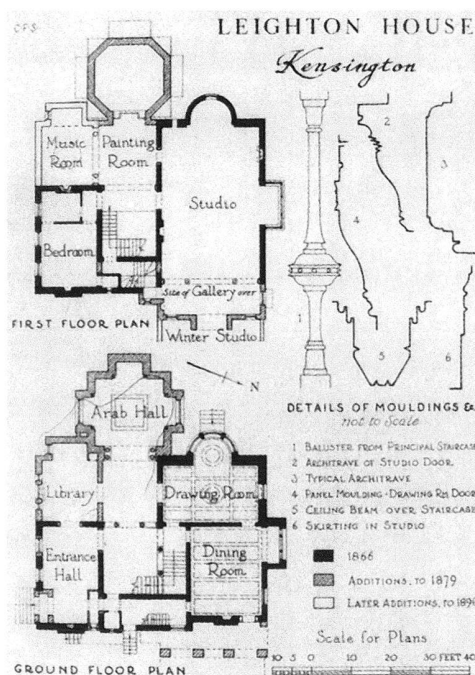 CPS
LEIGHTON HOUSE
Kensington
Music
Room
Painting
Room
Studio
Bedroom
Site of Gallery over
Winter Studio
FIRST FLOOR PLAN
1
2
3
4
5
6
N
Arab Hall
Library
Drawing Room
Dining
Room
Entrance
Hall
GROUND FLOOR PLAN
DETAILS OF MOULDINGS &c
not to Scale
1 BALUSTER FROM PRINCIPAL STAIRCASE
2 ARCHITRAVE OF STUDIO DOOR
3 TYPICAL ARCHITRAVE
4 PANEL MOULDING - DRAWING RM DOOR
5 CEILING BEAM OVER STAIRCASE
6 SKIRTING IN STUDIO
1866
ADDITIONS, TO 1879
LATER ADDITIONS, TO
Scale for Plans
10 5 0 10 20 30 FEET 40